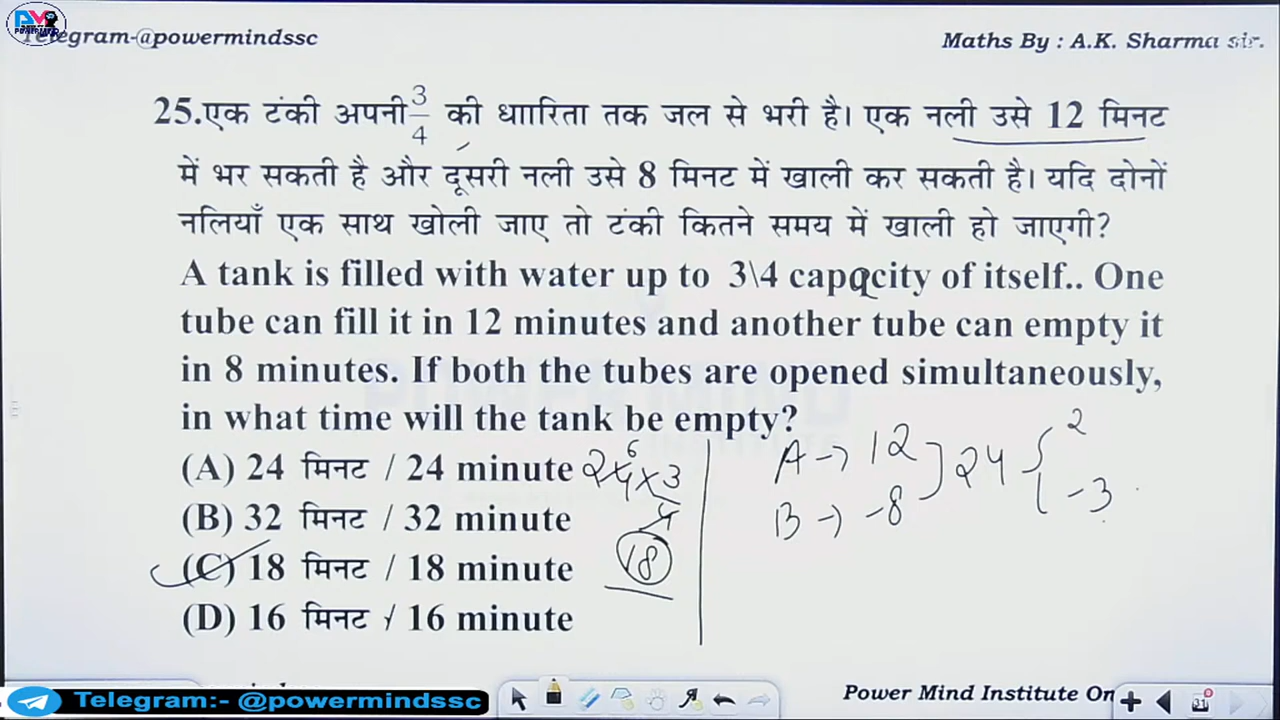 Telegram-@powermindssc
Maths By : A.K. Sharma sir.
25.एक टंकी अपनी 3/4 की धाारिता तक जल से भरी है। एक नली उसे 12 मिनट
में भर सकती है और दूसरी नली उसे 8 मिनट में खाली कर सकती है। यदि दोनों
नलियाँ एक साथ खोली जाए तो टंकी कितने समय में खाली हो जाएगी?
A tank is filled with water up to 3\4 capacity of itself.. One
tube can fill it in 12 minutes and another tube can empty it
in 8 minutes. If both the tubes are opened simultaneously,
in what time will the tank be empty?
(A) 24 मिनट / 24 minute
(B) 32 मिनट / 32 minute
(C) 18 मिनट / 18 minute
(D) 16 मिनट / 16 minute
6
24 x 3
4
18
A → 12
B → -8
24
2
-3
Telegram:- @powermindssc
Power Mind Institute On
31